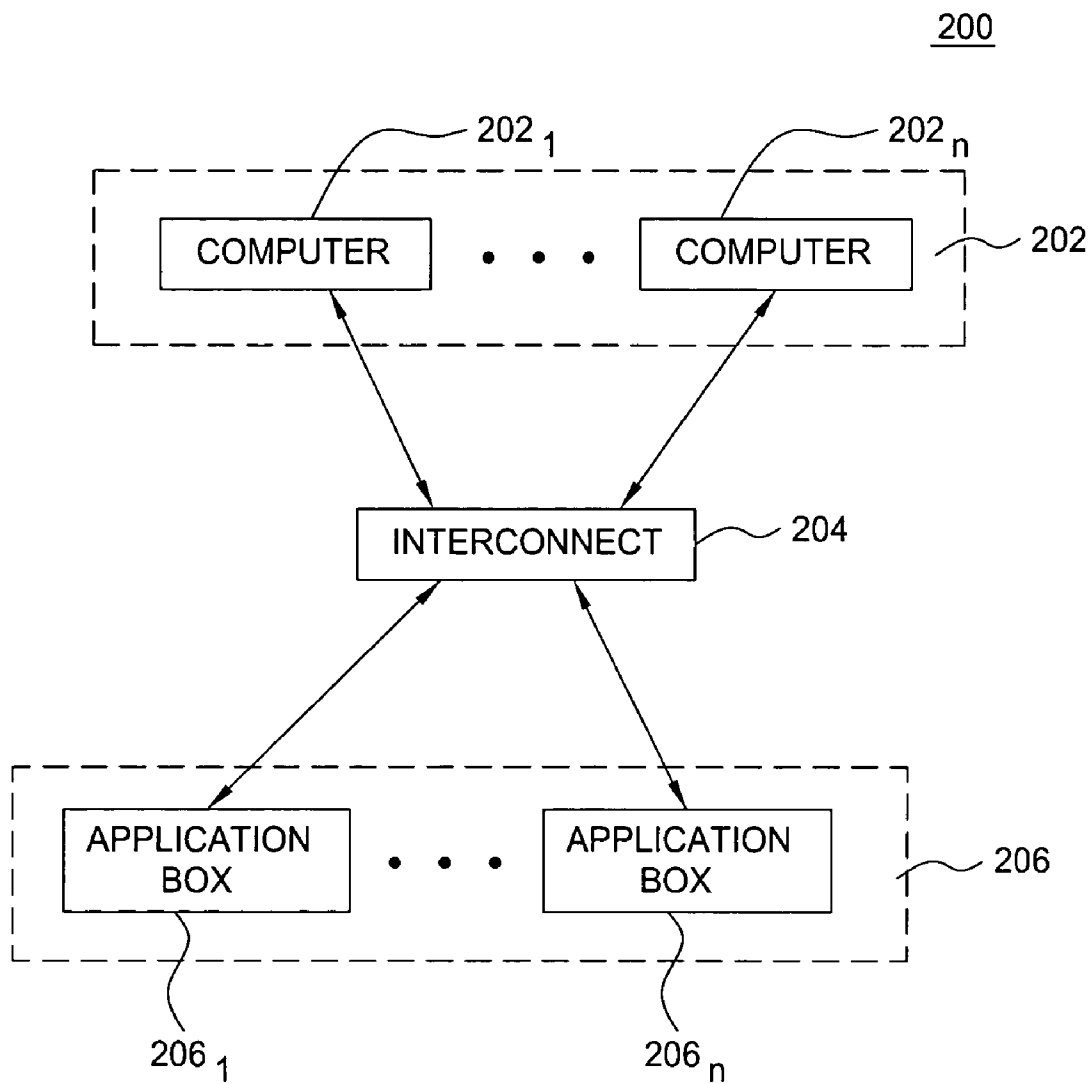 200
202 1
202 n
COMPUTER
• • •
COMPUTER
202
INTERCONNECT
204
APPLICATION
BOX
• • •
APPLICATION
BOX
206
206 1
206 n